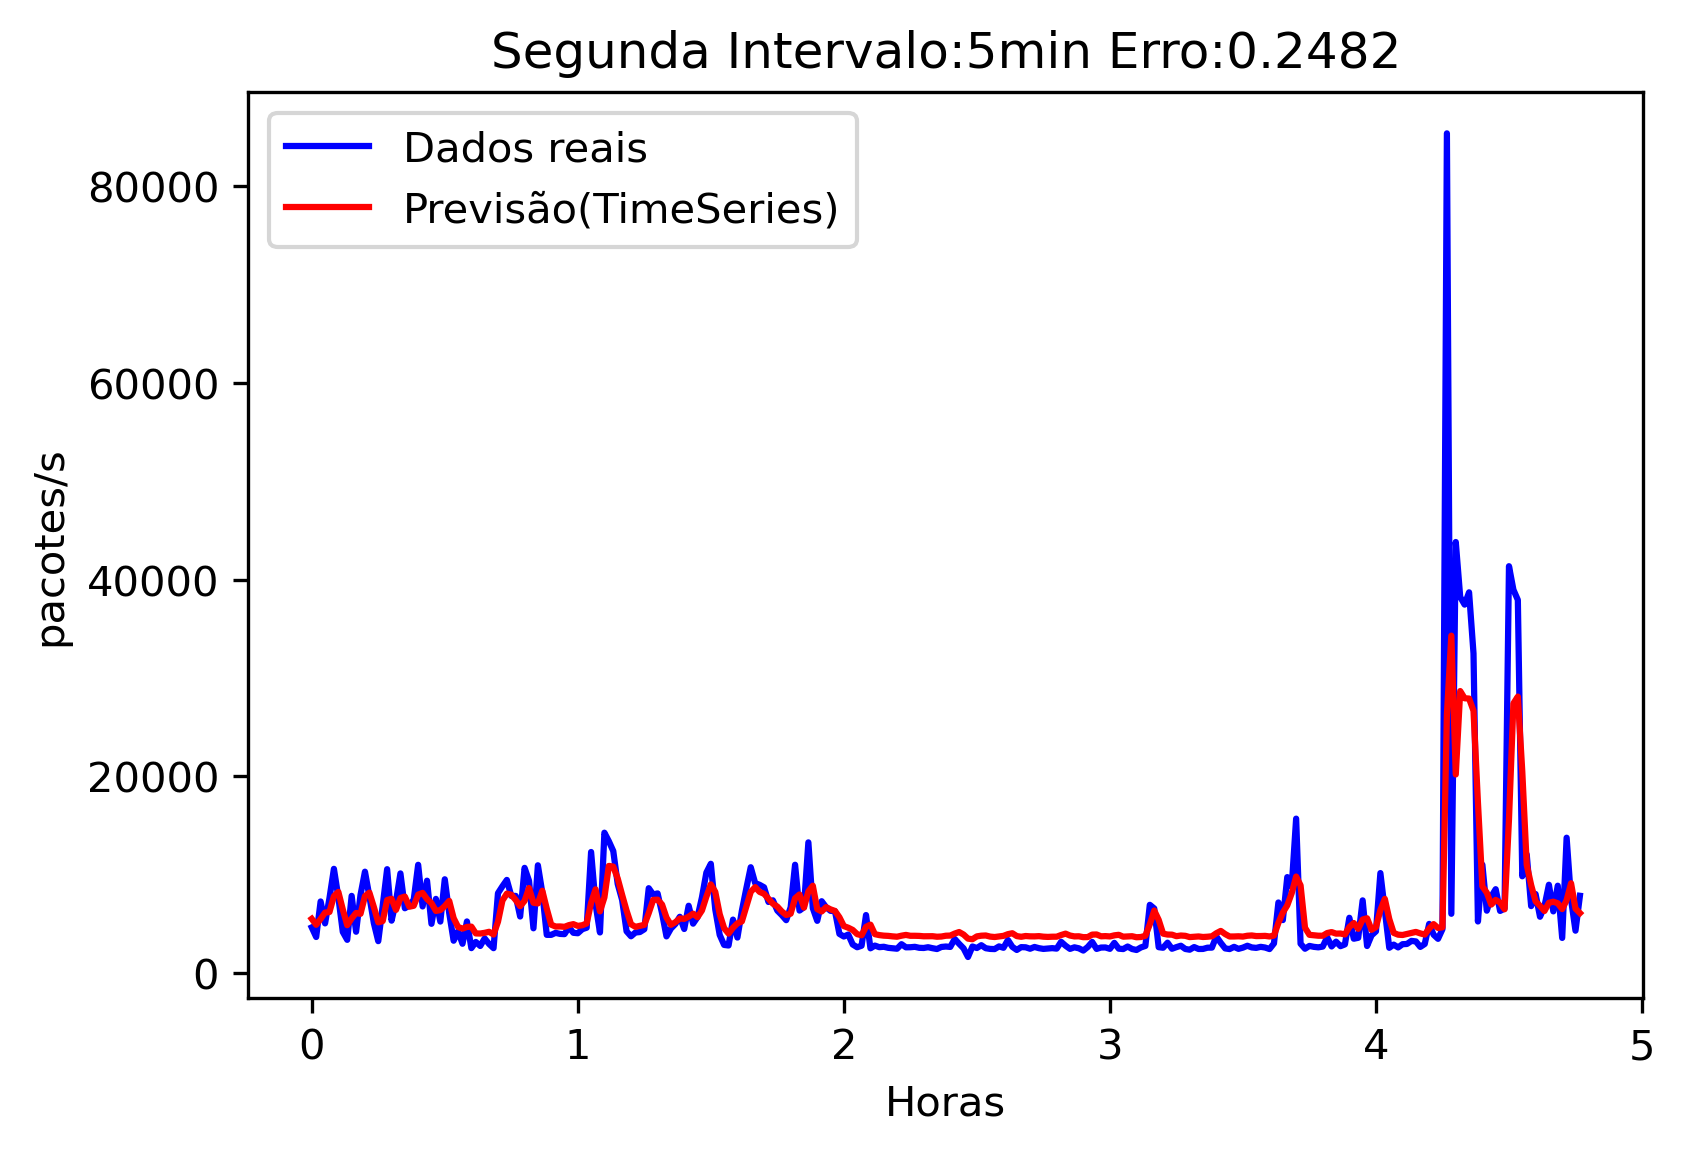 Segunda Intervalo:5min Erro:0.2482
Dados reais
Previsão(TimeSeries)
80000
60000
40000
20000
0
pacotes/s
0 1 2 3 4 5
Horas